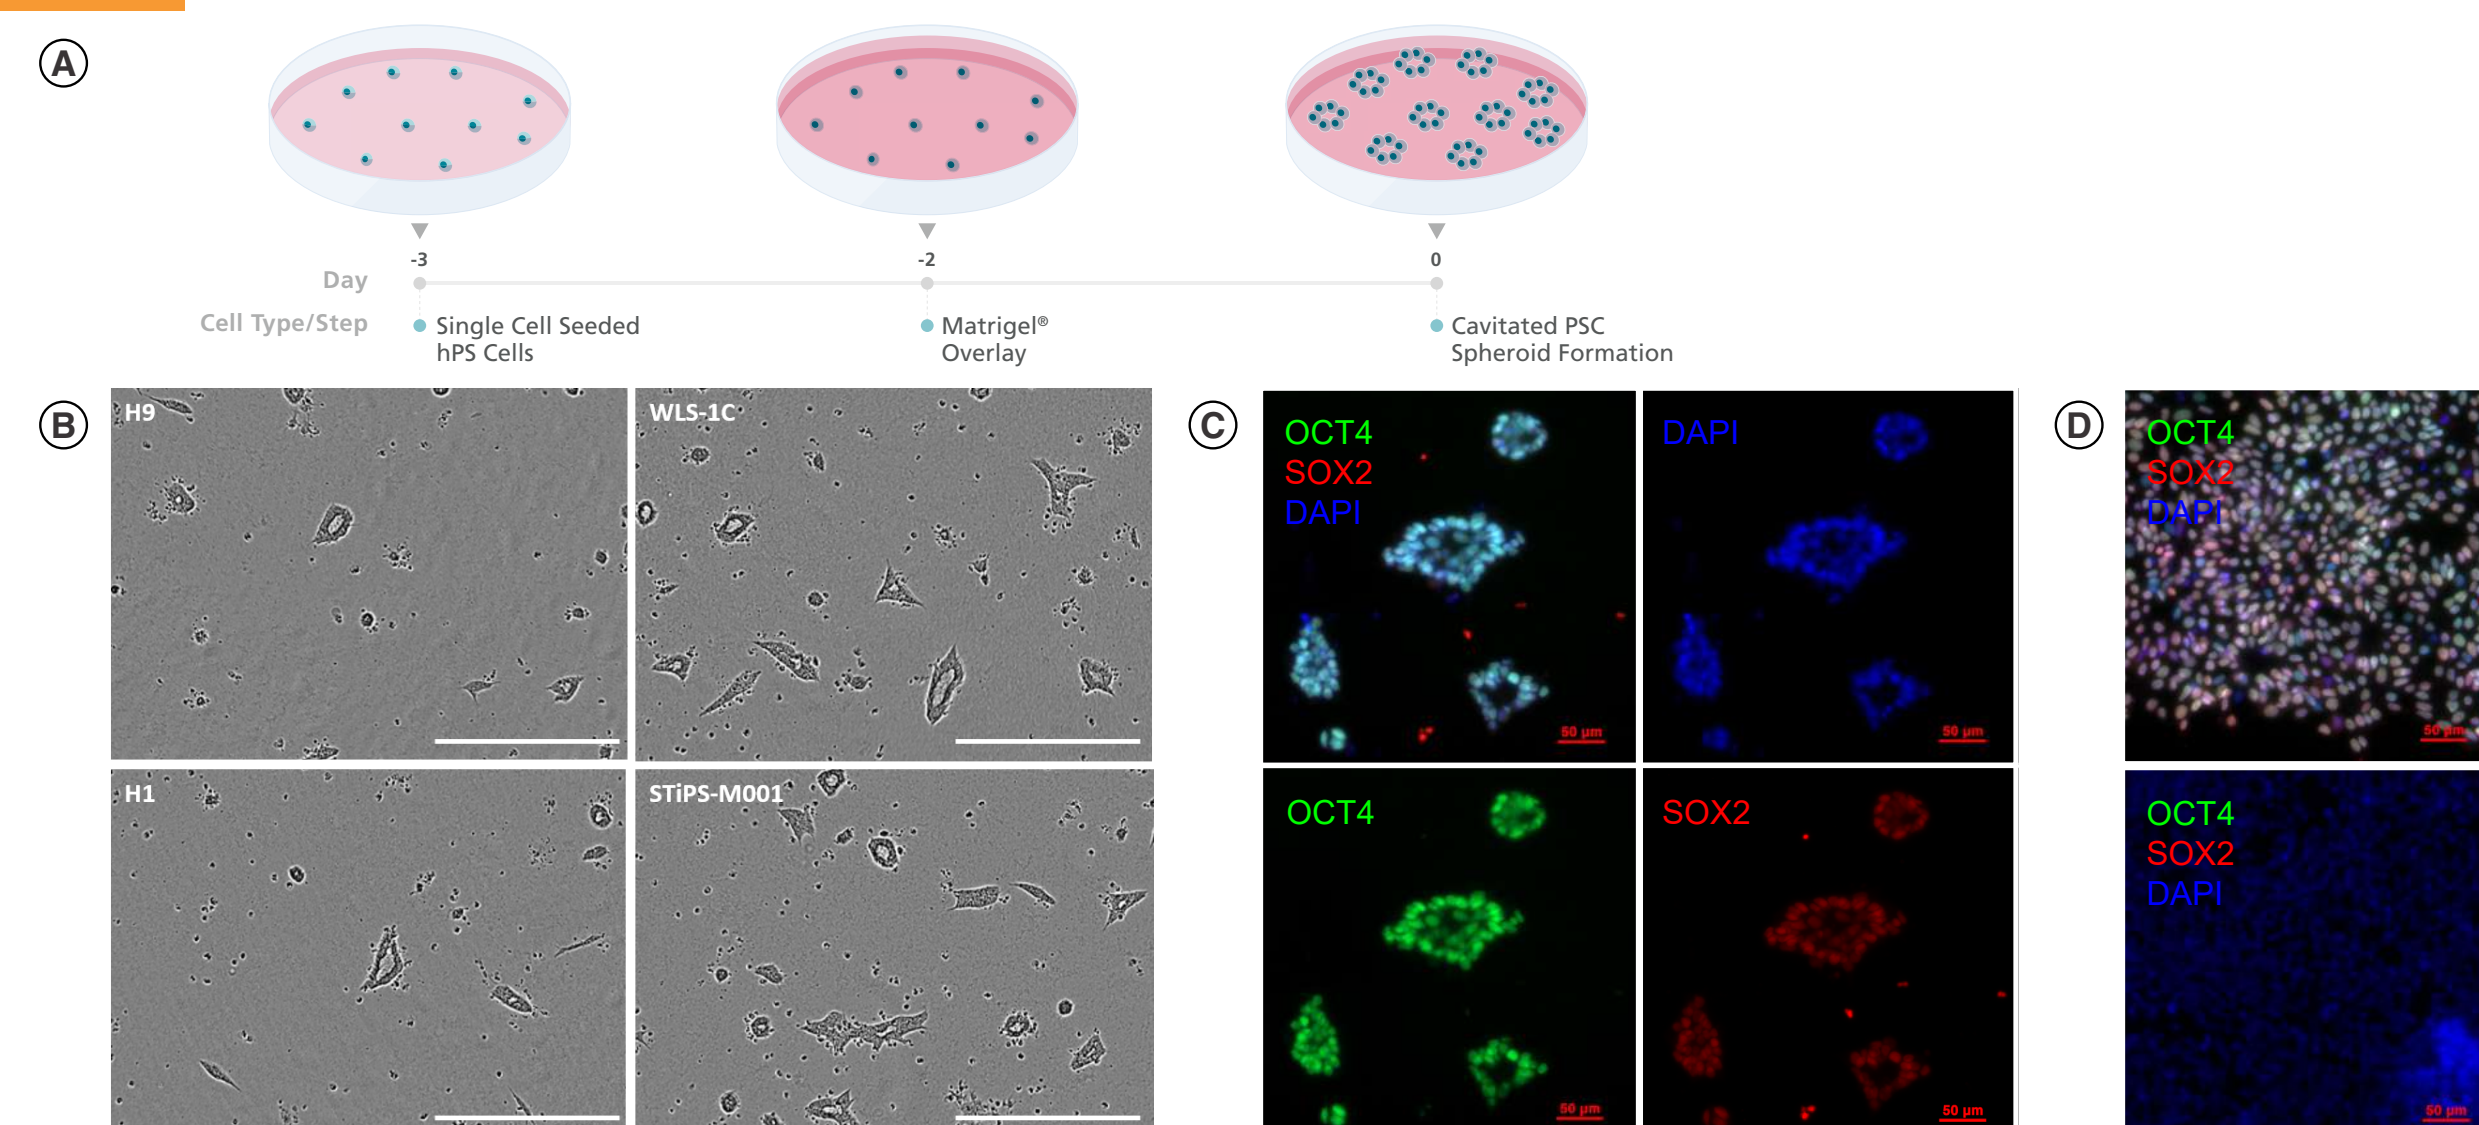 A
-3
-2
0
Day
Cell Type/Step
Single Cell Seeded
hPS Cells
Matrigel®
Overlay
Cavitated PSC
Spheroid Formation
B
H9
WLS-1C
H1
STiPS-M001
C
OCT4
SOX2
DAPI
50 µm
DAPI
50 µm
OCT4
50 µm
SOX2
50 µm
D
OCT4
SOX2
DAPI
50 µm
OCT4
SOX2
DAPI
50 µm